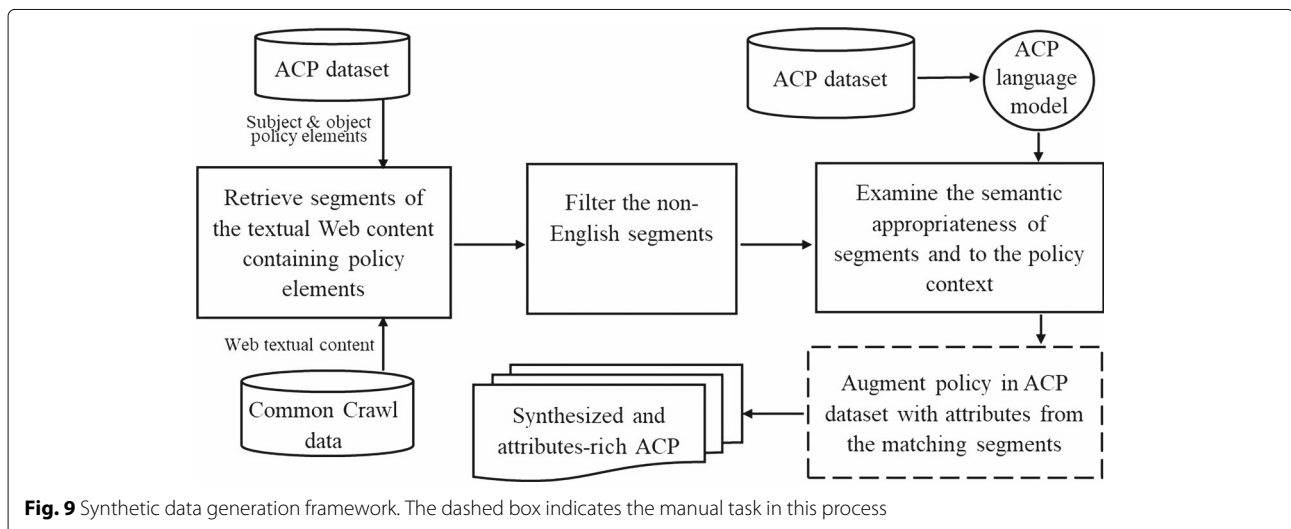 ACP dataset
Subject & object
policy elements
Retrieve segments of
the textual Web content
containing policy
elements
Web textual content
Common Crawl
data
Filter the non-
English segments
ACP dataset
ACP
language
model
Examine the semantic
appropriateness of
segments and to the policy
context
Augment policy in ACP
dataset with attributes from
the matching segments
Synthesized and
attributes-rich ACP
Fig. 9 Synthetic data generation framework. The dashed box indicates the manual task in this process